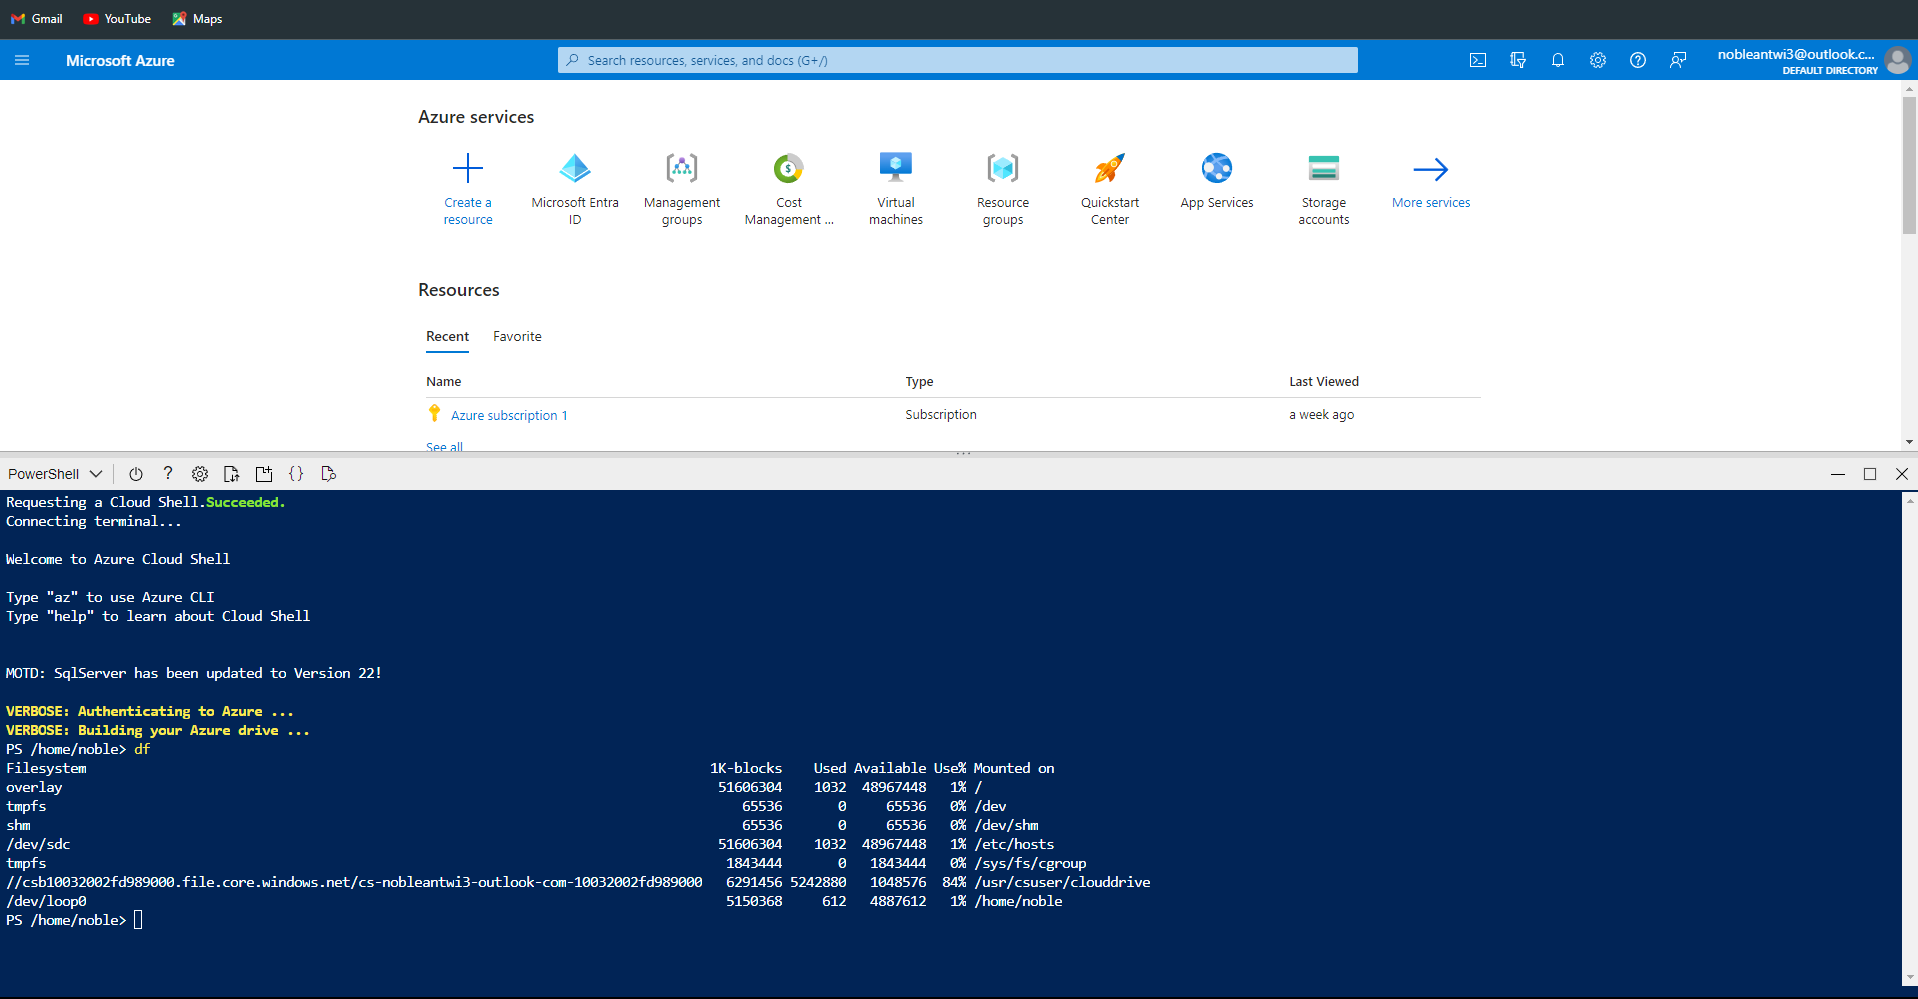 Gmail YouTube Maps
Microsoft Azure
Search resources, services, and docs (G+/)
nobleantwi3@outlook.c...
DEFAULT DIRECTORY
Azure services
Create a resource
Microsoft Entra ID
Management groups
Cost Management ...
Virtual machines
Resource groups
Quickstart Center
App Services
Storage accounts
More services
Resources
Recent Favorite
Name Type Last Viewed
Azure subscription 1 Subscription a week ago
See all
PowerShell
Requesting a Cloud Shell.Succeeded.
Connecting terminal...
Welcome to Azure Cloud Shell
Type "az" to use Azure CLI
Type "help" to learn about Cloud Shell
MOTD: SqlServer has been updated to Version 22!
VERBOSE: Authenticating to Azure ...
VERBOSE: Building your Azure drive ...
PS /home/noble> df
Filesystem 1K-blocks Used Available Use% Mounted on
overlay 51606304 1032 48967448 1% /
tmpfs 65536 0 65536 0% /dev
shm 65536 0 65536 0% /dev/shm
/dev/sdc 51606304 1032 48967448 1% /etc/hosts
tmpfs 1843444 0 1843444 0% /sys/fs/cgroup
//csb10032002fd989000.file.core.windows.net/cs-nobleantwi3-outlook-com-10032002fd989000 6291456 5242880 1048576 84% /usr/csuser/clouddrive
/dev/loop0 5150368 612 4887612 1% /home/noble
PS /home/noble>